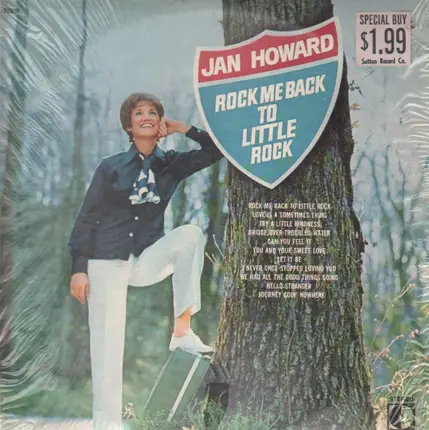 SPECIAL BUY
$1.99
Sutton Record Co.
JAN HOWARD
ROCK ME BACK
TO
LITTLE
ROCK
ROCK ME BACK TO LITTLE ROCK
LOVE IS A SOMETIMES THING
TRY A LITTLE KINDNESS
BRIDGE OVER TROUBLED WATER
CAN YOU FEEL IT
YOU AND YOUR SWEET LOVE
LET IT BE
I NEVER ONCE STOPPED LOVING YOU
WE HAD ALL THE GOOD THINGS GOING
HELLO STRANGER
JOURNEY GOIN' NOWHERE
STEREO